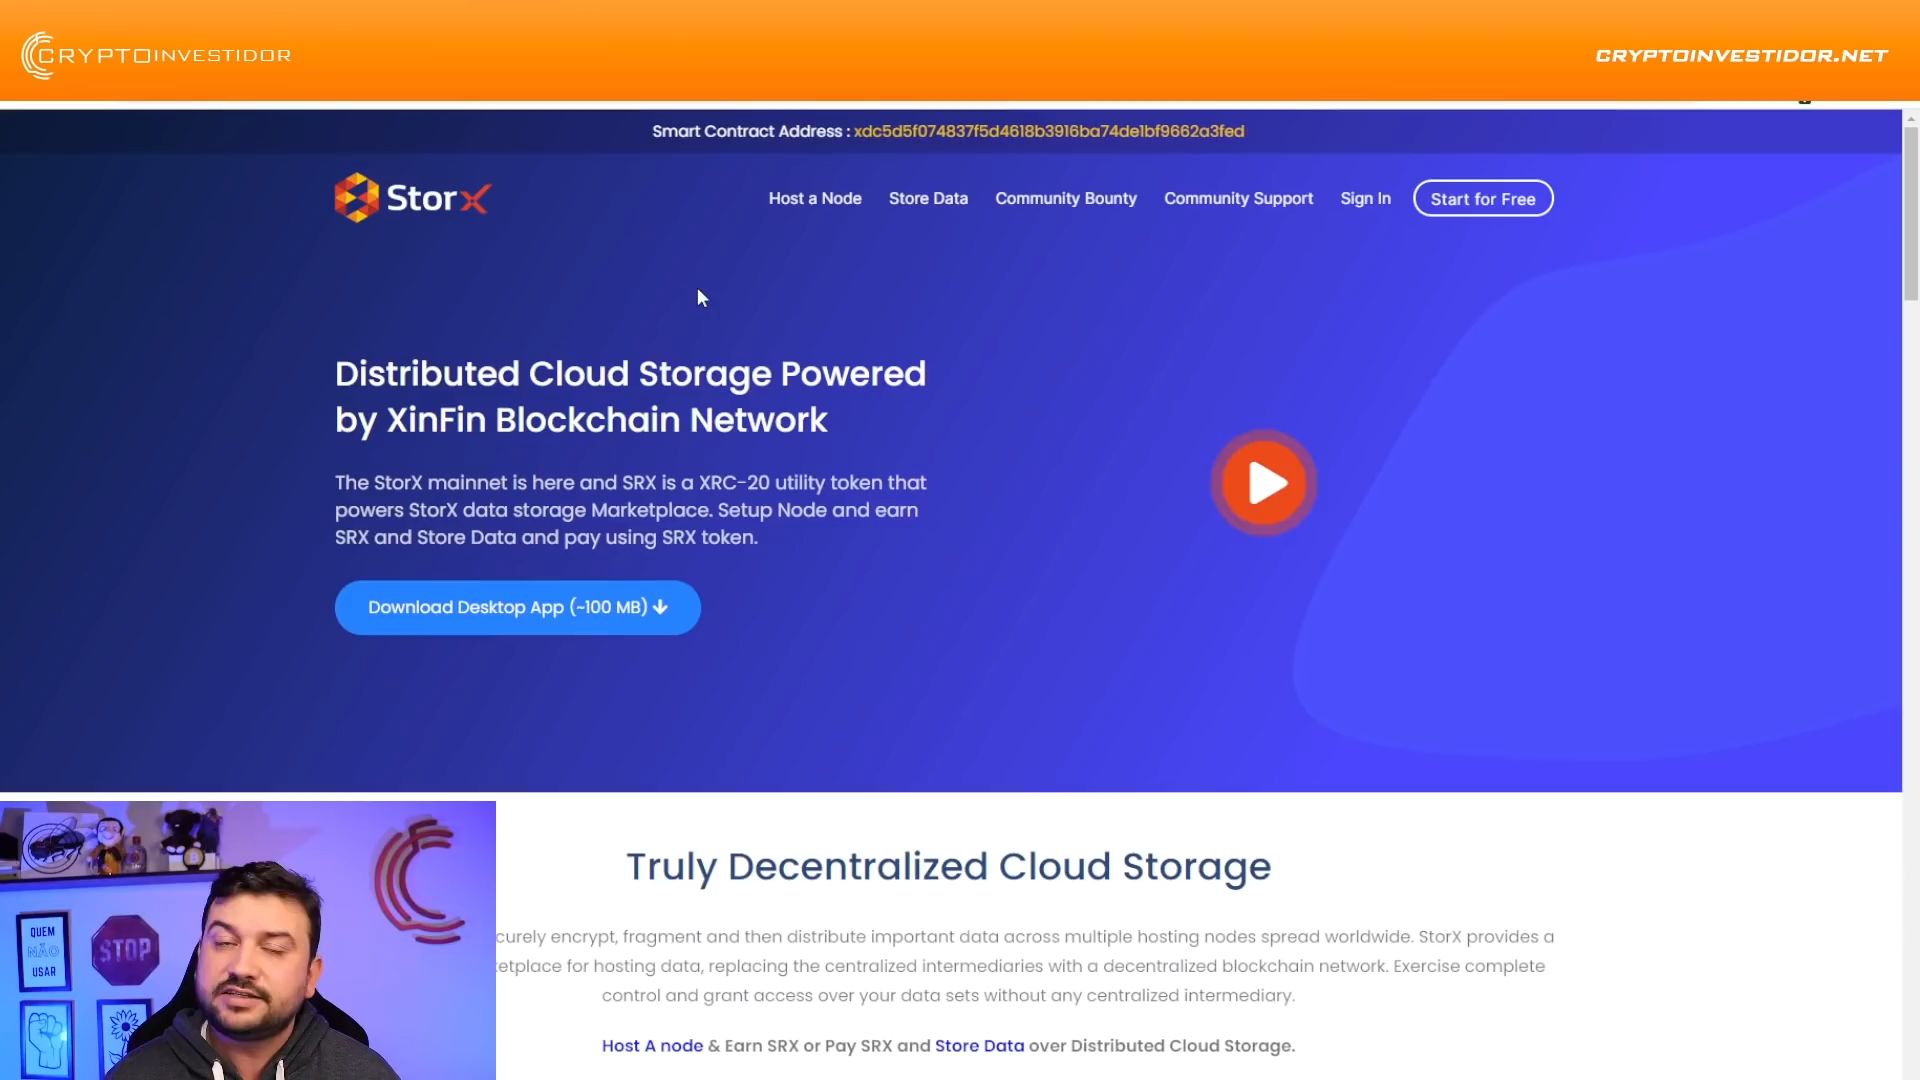 CRYPTOINVESTIDOR
CRYPTOINVESTIDOR.NET
Smart Contract Address : xdc5d5f074837f5d4618b3916ba74de1bf9662a3fed
StorX
Host a Node
Store Data
Community Bounty
Community Support
Sign In
Start for Free
Distributed Cloud Storage Powered
by XinFin Blockchain Network
The StorX mainnet is here and SRX is a XRC-20 utility token that
powers StorX data storage Marketplace. Setup Node and earn
SRX and Store Data and pay using SRX token.
Download Desktop App (~100 MB)
Truly Decentralized Cloud Storage
curely encrypt, fragment and then distribute important data across multiple hosting nodes spread worldwide. StorX provides a
etplace for hosting data, replacing the centralized intermediaries with a decentralized blockchain network. Exercise complete
control and grant access over your data sets without any centralized intermediary.
Host A node & Earn SRX or Pay SRX and Store Data over Distributed Cloud Storage.
QUEM
NÃO
USAR
STOP